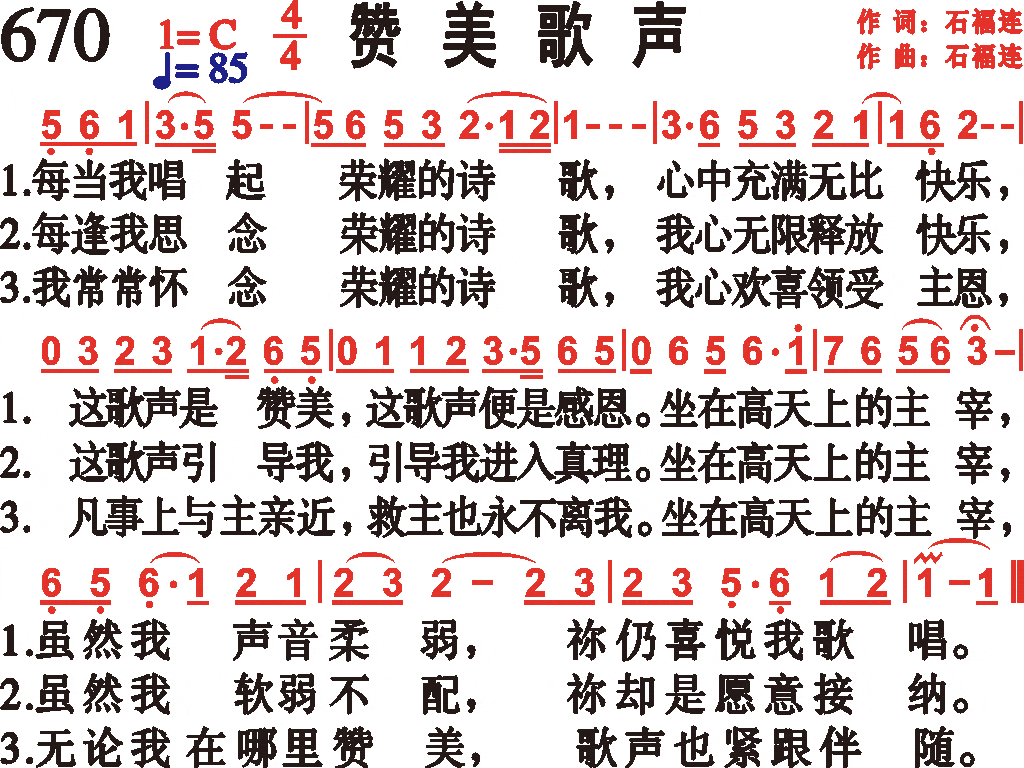 670 1=C 4/4 赞美歌声 作词：石福连
♩=85 作曲：石福连
5 6 1|3·5 5--|5 6 5 3 2·1 2|1---|3·6 5 3 2 1|1 6 2--|
1.每当我唱 起 荣耀的诗 歌，心中充满无比 快乐，
2.每逢我思 念 荣耀的诗 歌，我心无限释放 快乐，
3.我常常怀 念 荣耀的诗 歌，我心欢喜领受 主恩，
0 3 2 3 1·2 6 5|0 1 1 2 3·5 6 5|0 6 5 6·1|7 6 5 6 3-|
1. 这歌声是 赞美，这歌声便是感恩。坐在高天上的主 宰，
2. 这歌声引 导我，引导我进入真理。坐在高天上的主 宰，
3. 凡事上与主亲近，救主也永不离我。坐在高天上的主 宰，
6 5 6·1 2 1|2 3 2 - 2 3|2 3 5·6 1 2|1-1‖
1.虽然我 声音柔 弱， 祢仍喜悦我歌 唱。
2.虽然我 软弱不 配， 祢却是愿意接 纳。
3.无论我在哪里赞 美， 歌声也紧跟伴 随。